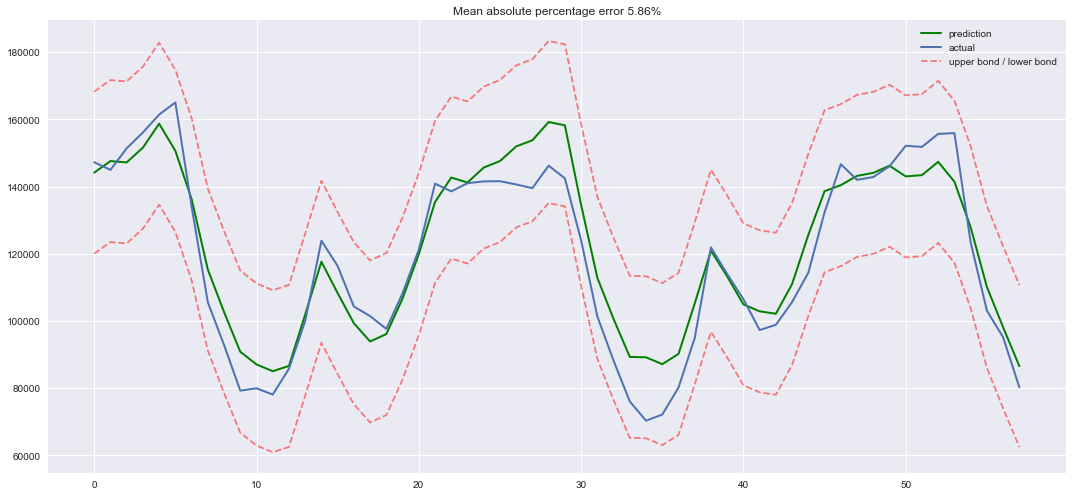 Mean absolute percentage error 5.86%
prediction
actual
upper bond / lower bond
180000
160000
140000
120000
100000
80000
60000
0 10 20 30 40 50